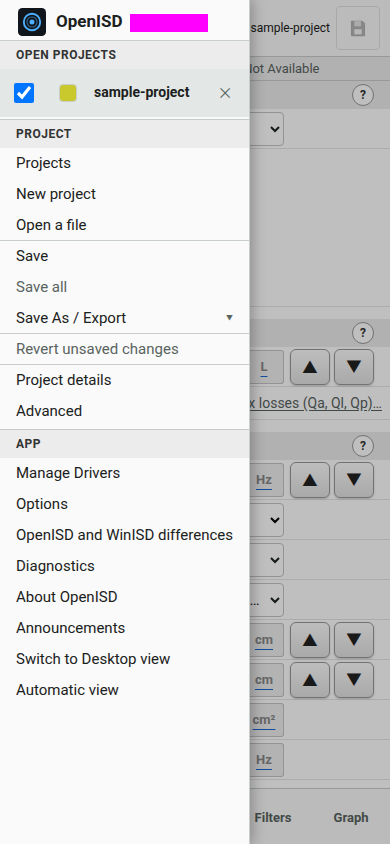 OpenISD
sample-project
OPEN PROJECTS
Not Available
sample-project
?
PROJECT
Projects
New project
Open a file
Save
Save all
Save As / Export
?
Revert unsaved changes
L
Project details
x losses (Qa, Ql, Qp)...
Advanced
APP
?
Manage Drivers
Hz
Options
OpenISD and WinISD differences
Diagnostics
About OpenISD
...
Announcements
cm
Switch to Desktop view
cm
Automatic view
cm²
Hz
Filters
Graph